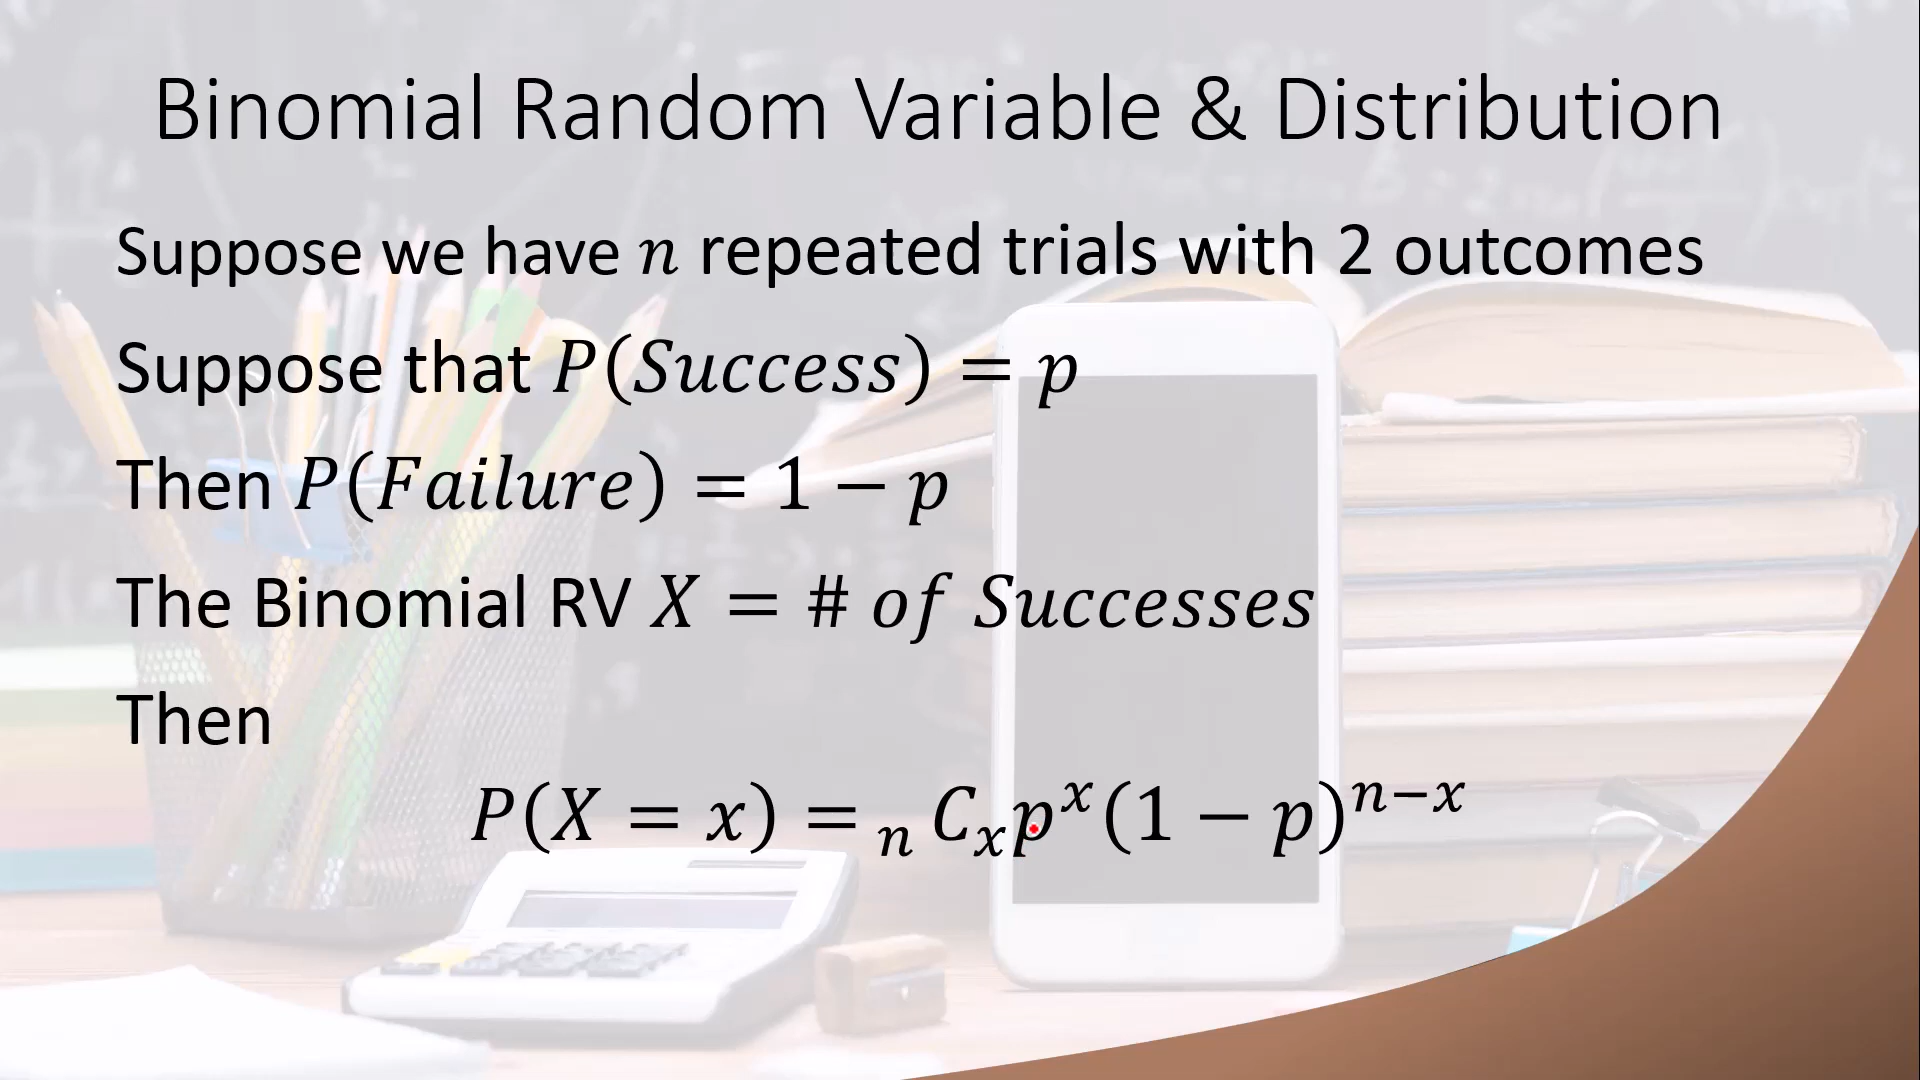 Binomial Random Variable & Distribution
Suppose we have n repeated trials with 2 outcomes
Suppose that P(Success) = p
Then P(Failure) = 1 − p
The Binomial RV X = # of Successes
Then
P(X = x) = ₙCₓpˣ(1 − p)ⁿ⁻ˣ